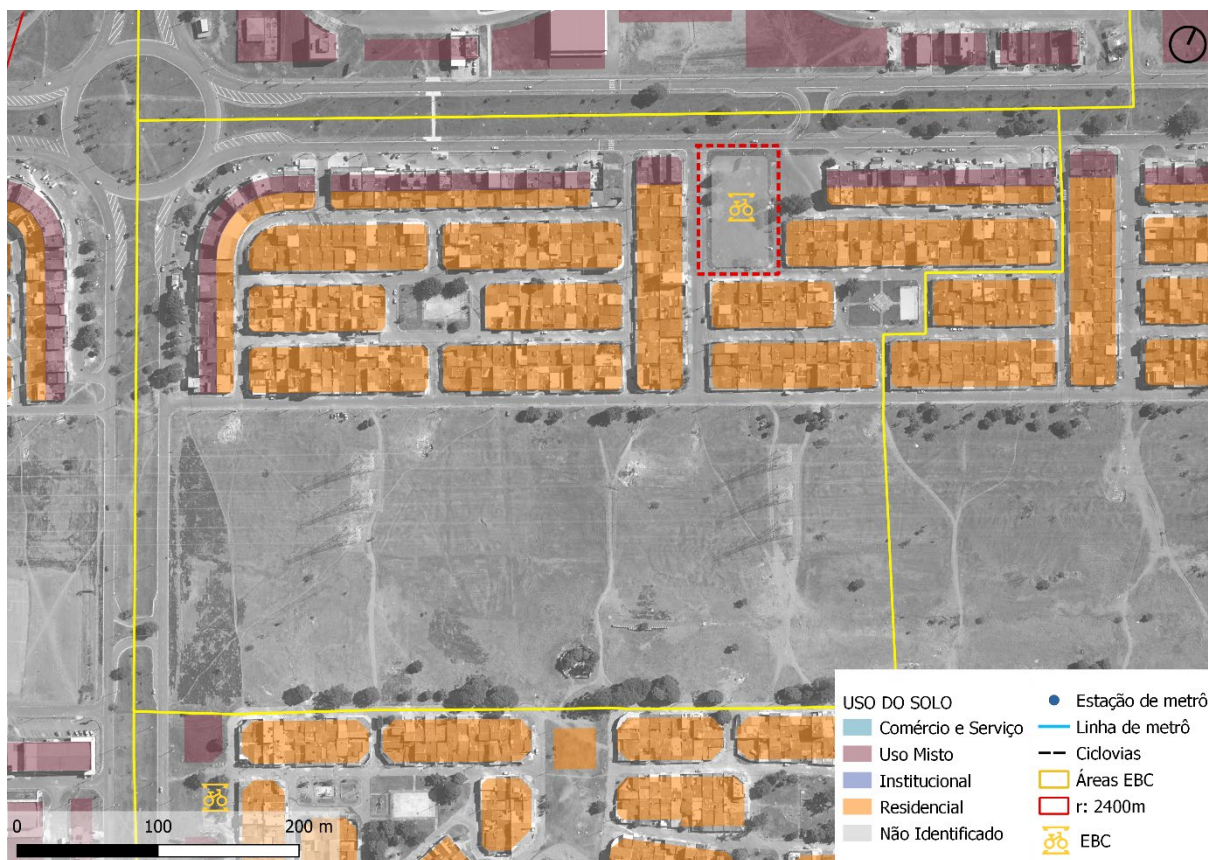 USO DO SOLO
Comércio e Serviço
Uso Misto
Institucional
Residencial
Não Identificado
Estação de metrô
Linha de metrô
Ciclovias
Áreas EBC
r: 2400m
EBC
0 100 200 m